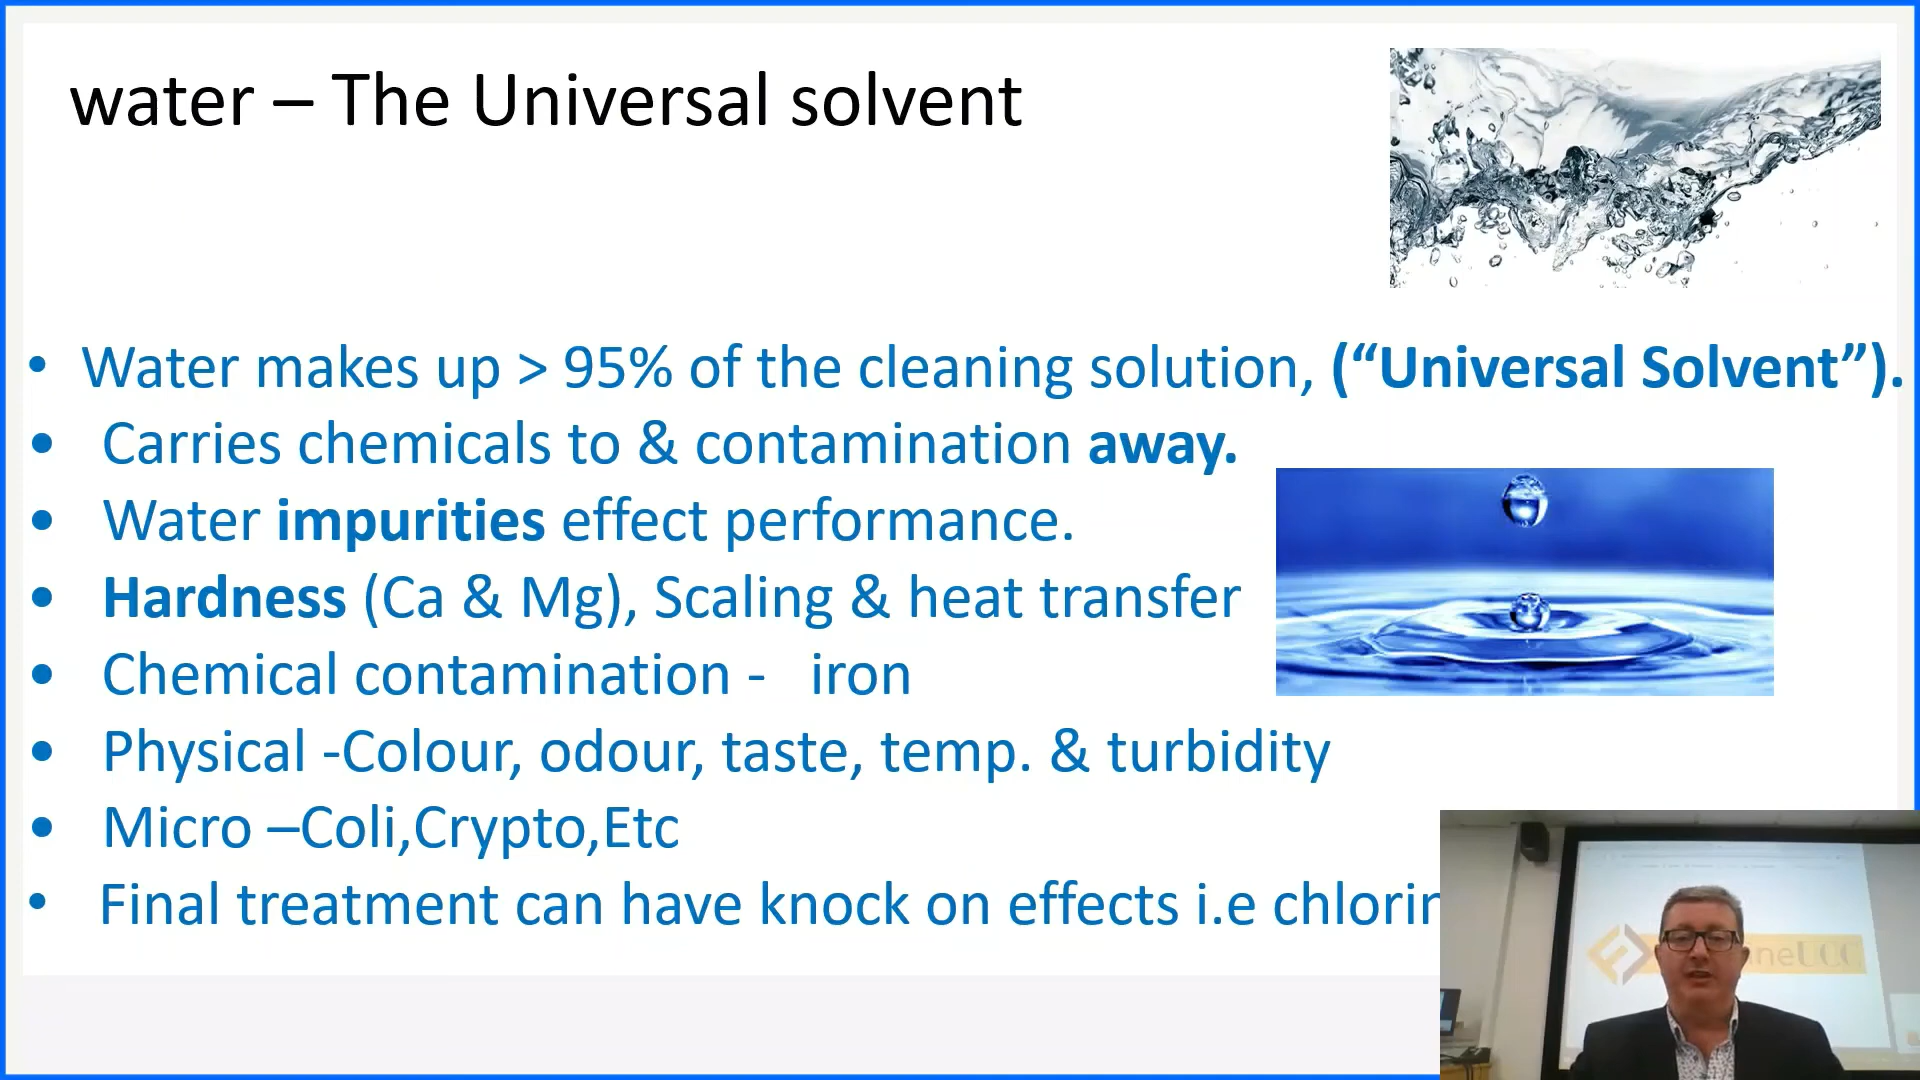 water – The Universal solvent
• Water makes up > 95% of the cleaning solution, (“Universal Solvent”).
• Carries chemicals to & contamination away.
• Water impurities effect performance.
• Hardness (Ca & Mg), Scaling & heat transfer
• Chemical contamination - iron
• Physical -Colour, odour, taste, temp. & turbidity
• Micro –Coli,Crypto,Etc
• Final treatment can have knock on effects i.e chlorin
ineUCC